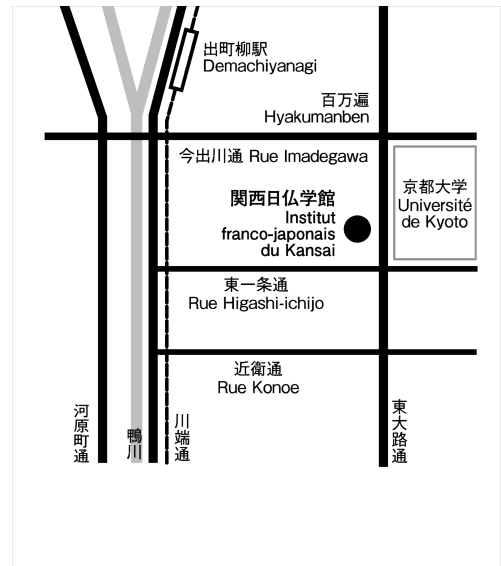 出町柳駅
Demachiyanagi
百万遍
Hyakumanben
今出川通 Rue Imadegawa
京都大学
Université
de Kyoto
関西日仏学館
Institut
franco-japonais
du Kansai
東一条通
Rue Higashi-ichijo
近衛通
Rue Konoe
河原町通
鴨川
川端通
東大路通